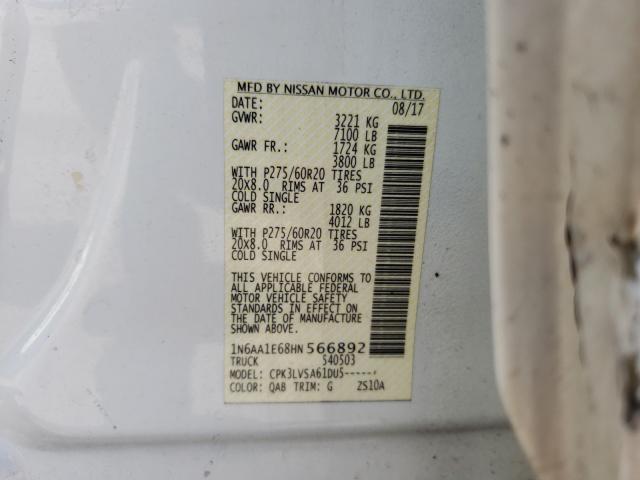 MFD BY NISSAN MOTOR CO., LTD.
DATE: 08/17
GVWR: 3221 KG
7100 LB
GAWR FR.: 1724 KG
3800 LB
WITH P275/60R20 TIRES
20X8.0 RIMS AT 36 PSI
COLD SINGLE
GAWR RR.: 1820 KG
4012 LB
WITH P275/60R20 TIRES
20X8.0 RIMS AT 36 PSI
COLD SINGLE
THIS VEHICLE CONFORMS TO
ALL APPLICABLE FEDERAL
MOTOR VEHICLE SAFETY
STANDARDS IN EFFECT ON
THE DATE OF MANUFACTURE
SHOWN ABOVE.
1N6AA1E68HN566892
TRUCK 540503
MODEL: CPK3LVSA61DU5-----
COLOR: QAB TRIM: G ZS10A